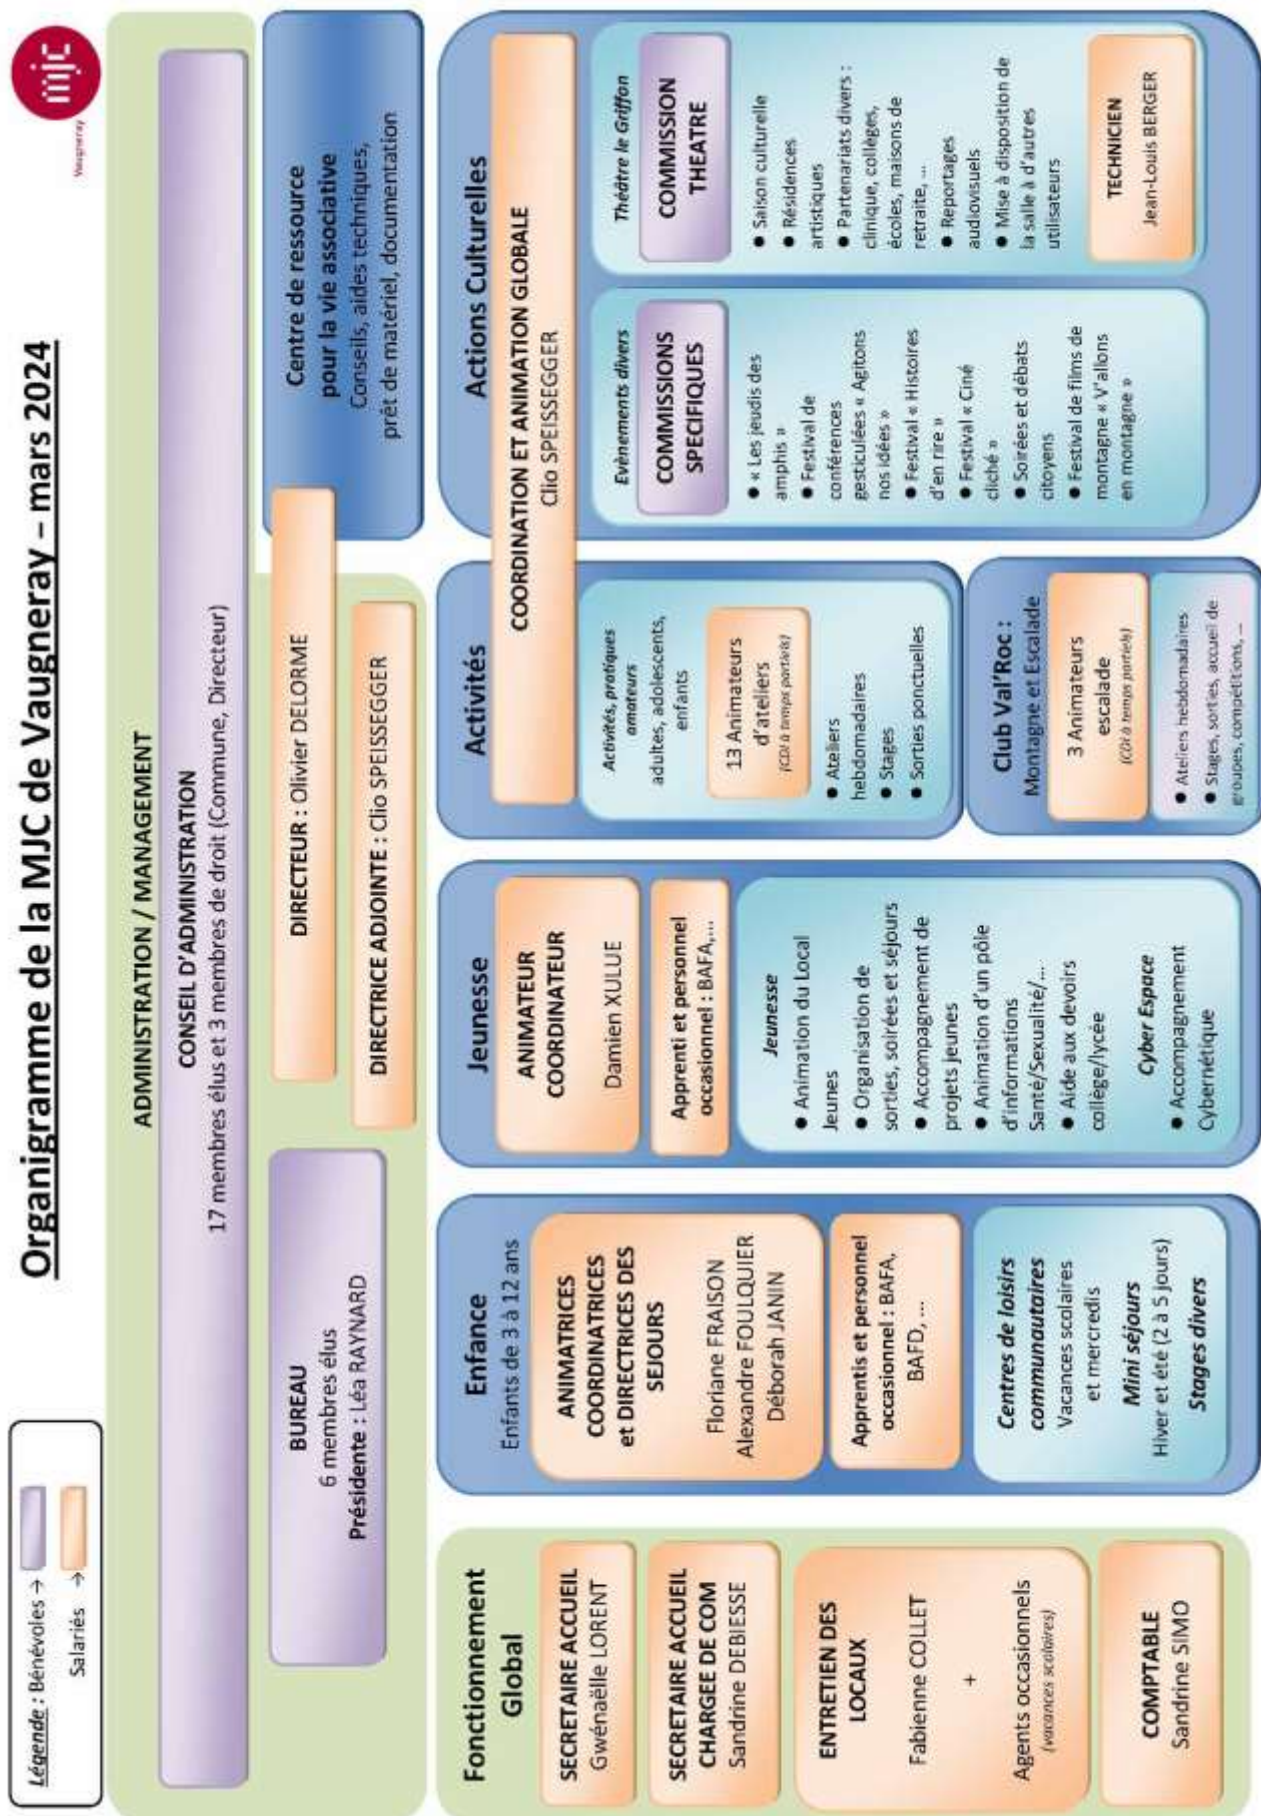 Organigramme de la MJC de Vaugneray – mars 2024
Légende : Bénévoles →
Salariés →
mjc
Vaugneray
ADMINISTRATION / MANAGEMENT
CONSEIL D'ADMINISTRATION
17 membres élus et 3 membres de droit (Commune, Directeur)
BUREAU
6 membres élus
Présidente : Léa RAYNARD
DIRECTEUR : Olivier DELORME
DIRECTRICE ADJOINTE : Clio SPEISSEGGER
Centre de ressource
pour la vie associative
Conseils, aides techniques,
prêt de matériel, documentation
Fonctionnement
Global
SECRETAIRE ACCUEIL
Gwénaëlle LORENT
SECRETAIRE ACCUEIL
CHARGEE DE COM
Sandrine DEBIESSE
ENTRETIEN DES
LOCAUX
Fabienne COLLET
+
Agents occasionnels
(vacances scolaires)
COMPTABLE
Sandrine SIMO
Enfance
Enfants de 3 à 12 ans
ANIMATRICES
COORDINATRICES
et DIRECTRICES DES
SEJOURS
Floriane FRAISON
Alexandre FOULQUIER
Déborah JANIN
Apprentis et personnel
occasionnel : BAFA,
BAFD, ...
Centres de loisirs
communautaires
Vacances scolaires
et mercredis
Mini séjours
Hiver et été (2 à 5 jours)
Stages divers
Jeunesse
ANIMATEUR
COORDINATEUR
Damien XULUE
Apprenti et personnel
occasionnel : BAFA,...
Jeunesse
● Animation du Local
Jeunes
● Organisation de
sorties, soirées et séjours
● Accompagnement de
projets jeunes
● Animation d'un pôle
d'informations
Santé/Sexualité/...
● Aide aux devoirs
collège/lycée
Cyber Espace
● Accompagnement
Cybernétique
Activités
Actions Culturelles
COORDINATION ET ANIMATION GLOBALE
Clio SPEISSEGGER
Activités, pratiques
amateurs
adultes, adolescents,
enfants
13 Animateurs
d'ateliers
(CDI à temps partiels)
● Ateliers
hebdomadaires
● Stages
● Sorties ponctuelles
Club Val'Roc :
Montagne et Escalade
3 Animateurs
escalade
(CDI à temps partiels)
● Ateliers hebdomadaires
● Stages, sorties, accueil de
groupes, compétitions, ...
Evènements divers
COMMISSIONS
SPECIFIQUES
● « Les jeudis des
amphis »
● Festival de
conférences
gesticulées « Agitons
nos idées »
● Festival « Histoires
d'en rire »
● Festival « Ciné
cliché »
● Soirées et débats
citoyens
● Festival de films de
montagne « V'allons
en montagne »
Théâtre le Griffon
COMMISSION
THEATRE
● Saison culturelle
● Résidences
artistiques
● Partenariats divers :
clinique, collèges,
écoles, maisons de
retraite, ...
● Reportages
audiovisuels
● Mise à disposition de
la salle à d'autres
utilisateurs
TECHNICIEN
Jean-Louis BERGER